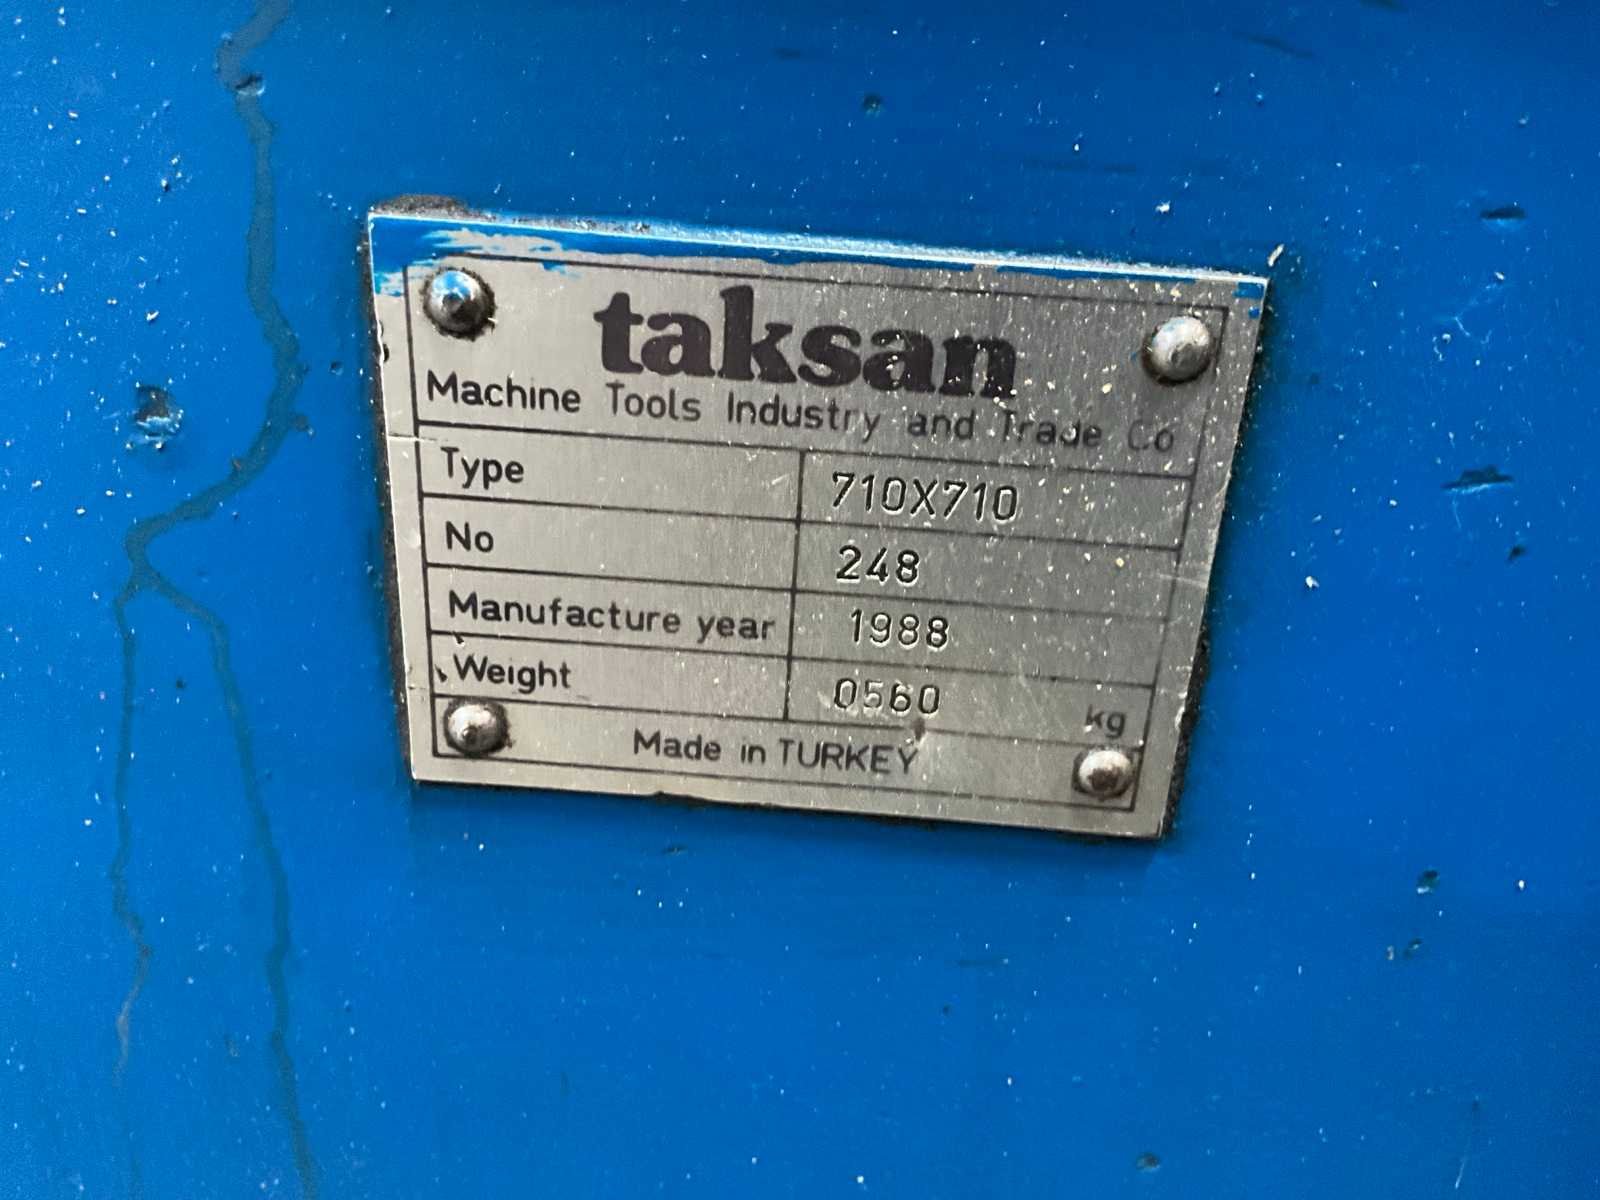 taksan
Machine Tools Industry and Trade Co
Type 710X710
No 248
Manufacture year 1988
Weight 0560 kg
Made in TURKEY